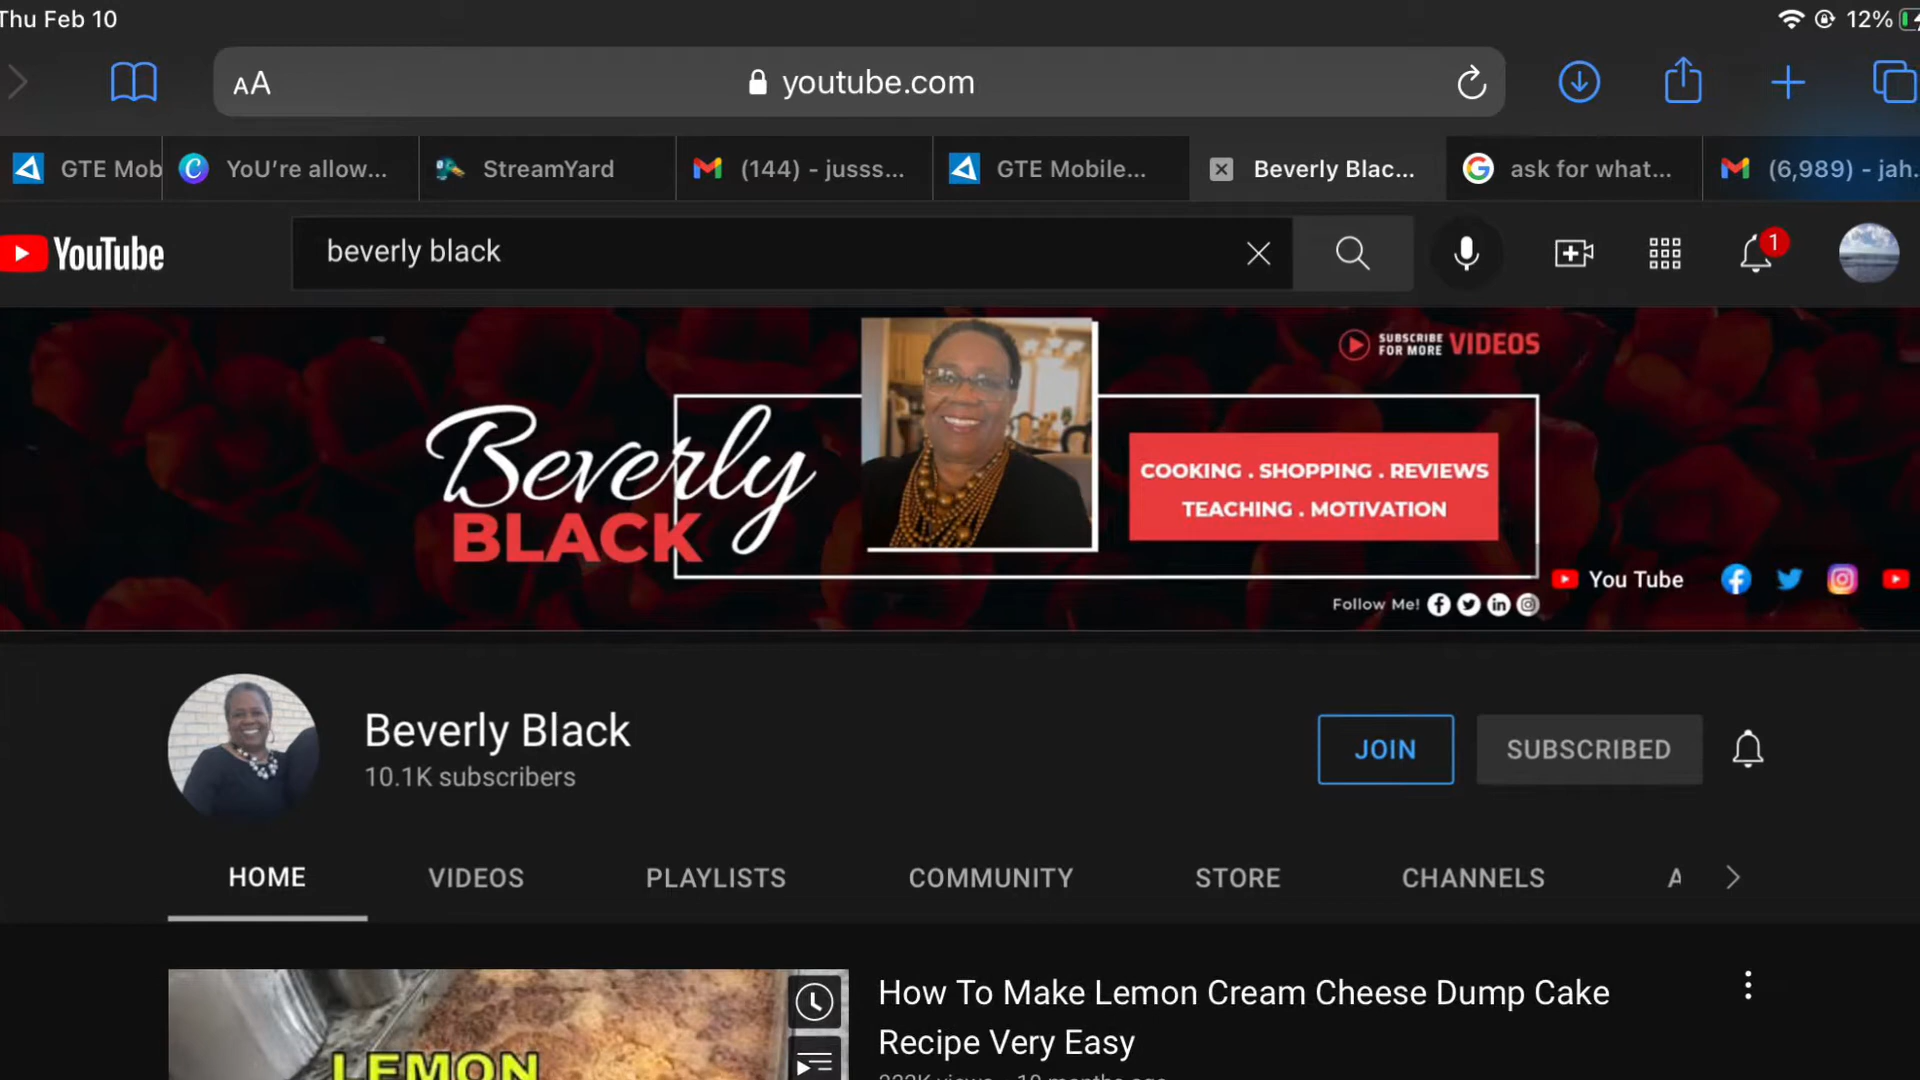 Thu Feb 10
12%
AA
youtube.com
GTE Mob
YoU’re allow...
StreamYard
(144) - jusss...
GTE Mobile...
Beverly Blac...
ask for what...
(6,989) - jah.
YouTube
beverly black
1
SUBSCRIBE
FOR MORE VIDEOS
Beverly
BLACK
COOKING . SHOPPING . REVIEWS
TEACHING . MOTIVATION
You Tube
Follow Me!
Beverly Black
10.1K subscribers
JOIN
SUBSCRIBED
HOME
VIDEOS
PLAYLISTS
COMMUNITY
STORE
CHANNELS
A
How To Make Lemon Cream Cheese Dump Cake
Recipe Very Easy
LEMON